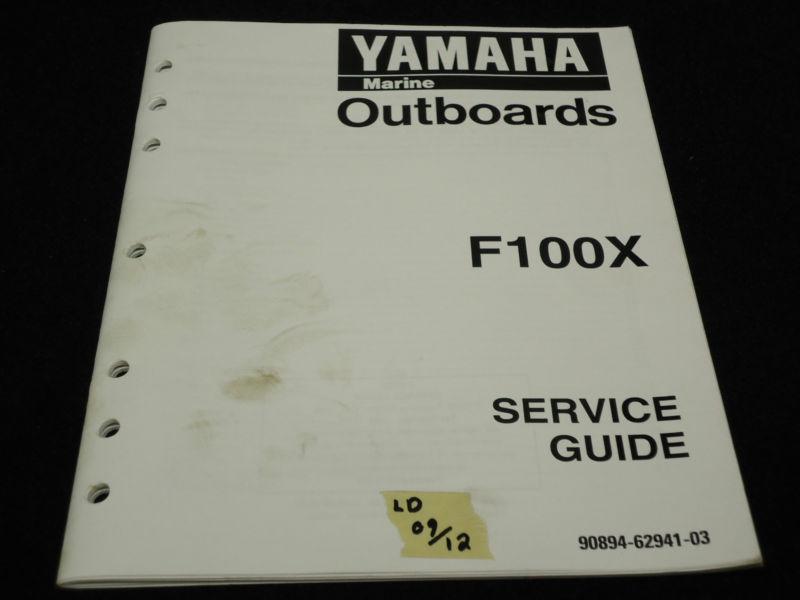 YAMAHA
Marine
Outboards
F100X
SERVICE
GUIDE
LD
09/12
90894-62941-03